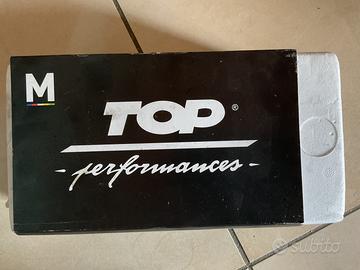 M
TOP®
- performances -
subito